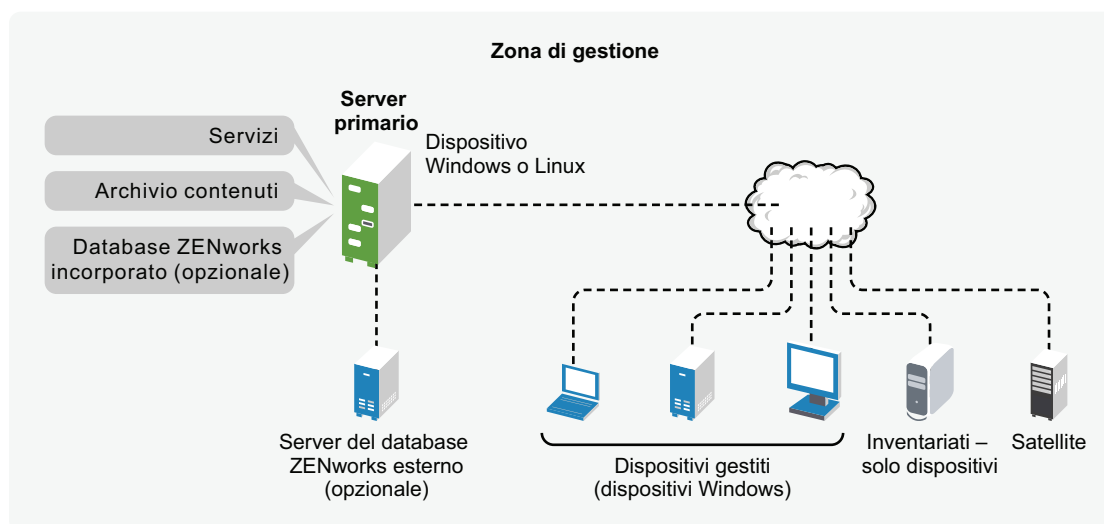 Zona di gestione
Server
primario
Servizi
Archivio contenuti
Database ZENworks
incorporato (opzionale)
Dispositivo
Windows o Linux
Server del database
ZENworks esterno
(opzionale)
Dispositivi gestiti
(dispositivi Windows)
Inventariati –
solo dispositivi
Satellite